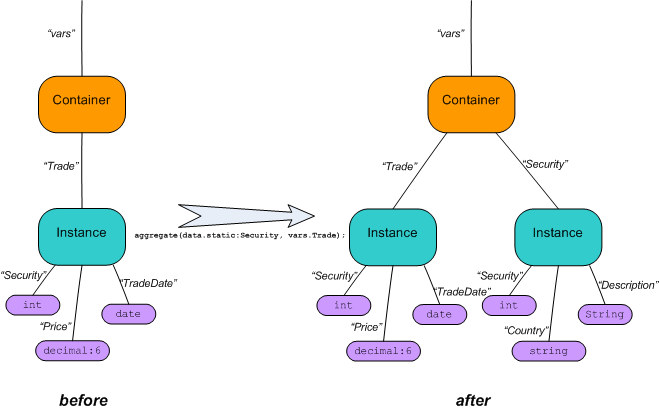 “vars”
Container
“Trade”
Instance
“Security”
“TradeDate”
int
date
“Price”
decimal:6
before
aggregate(data.static:Security, vars.Trade);
“vars”
Container
“Trade”
“Security”
Instance
Instance
“Security”
“TradeDate”
int
date
“Price”
decimal:6
“Security”
“Description”
int
String
“Country”
string
after